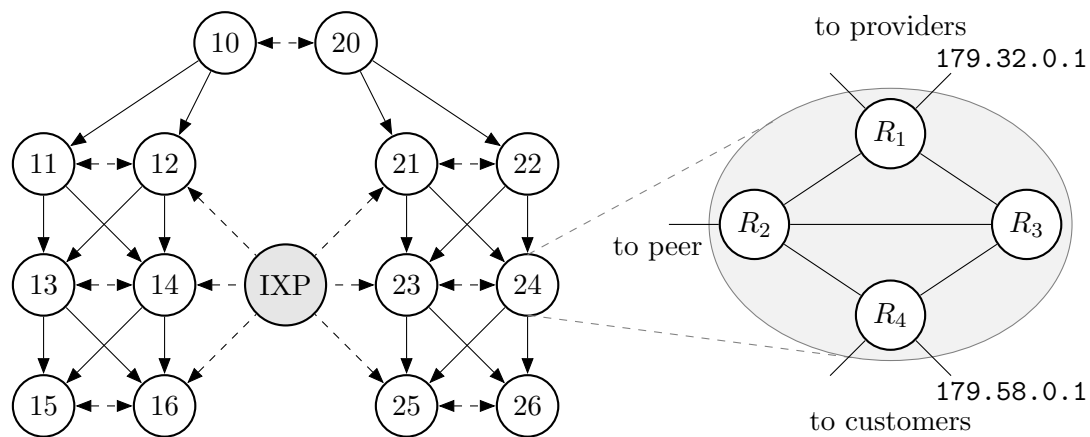 to providers
10 20
179.32.0.1
R1
11 12 21 22
R2 R3
to peer
13 14 IXP 23 24
R4
15 16 25 26
179.58.0.1
to customers